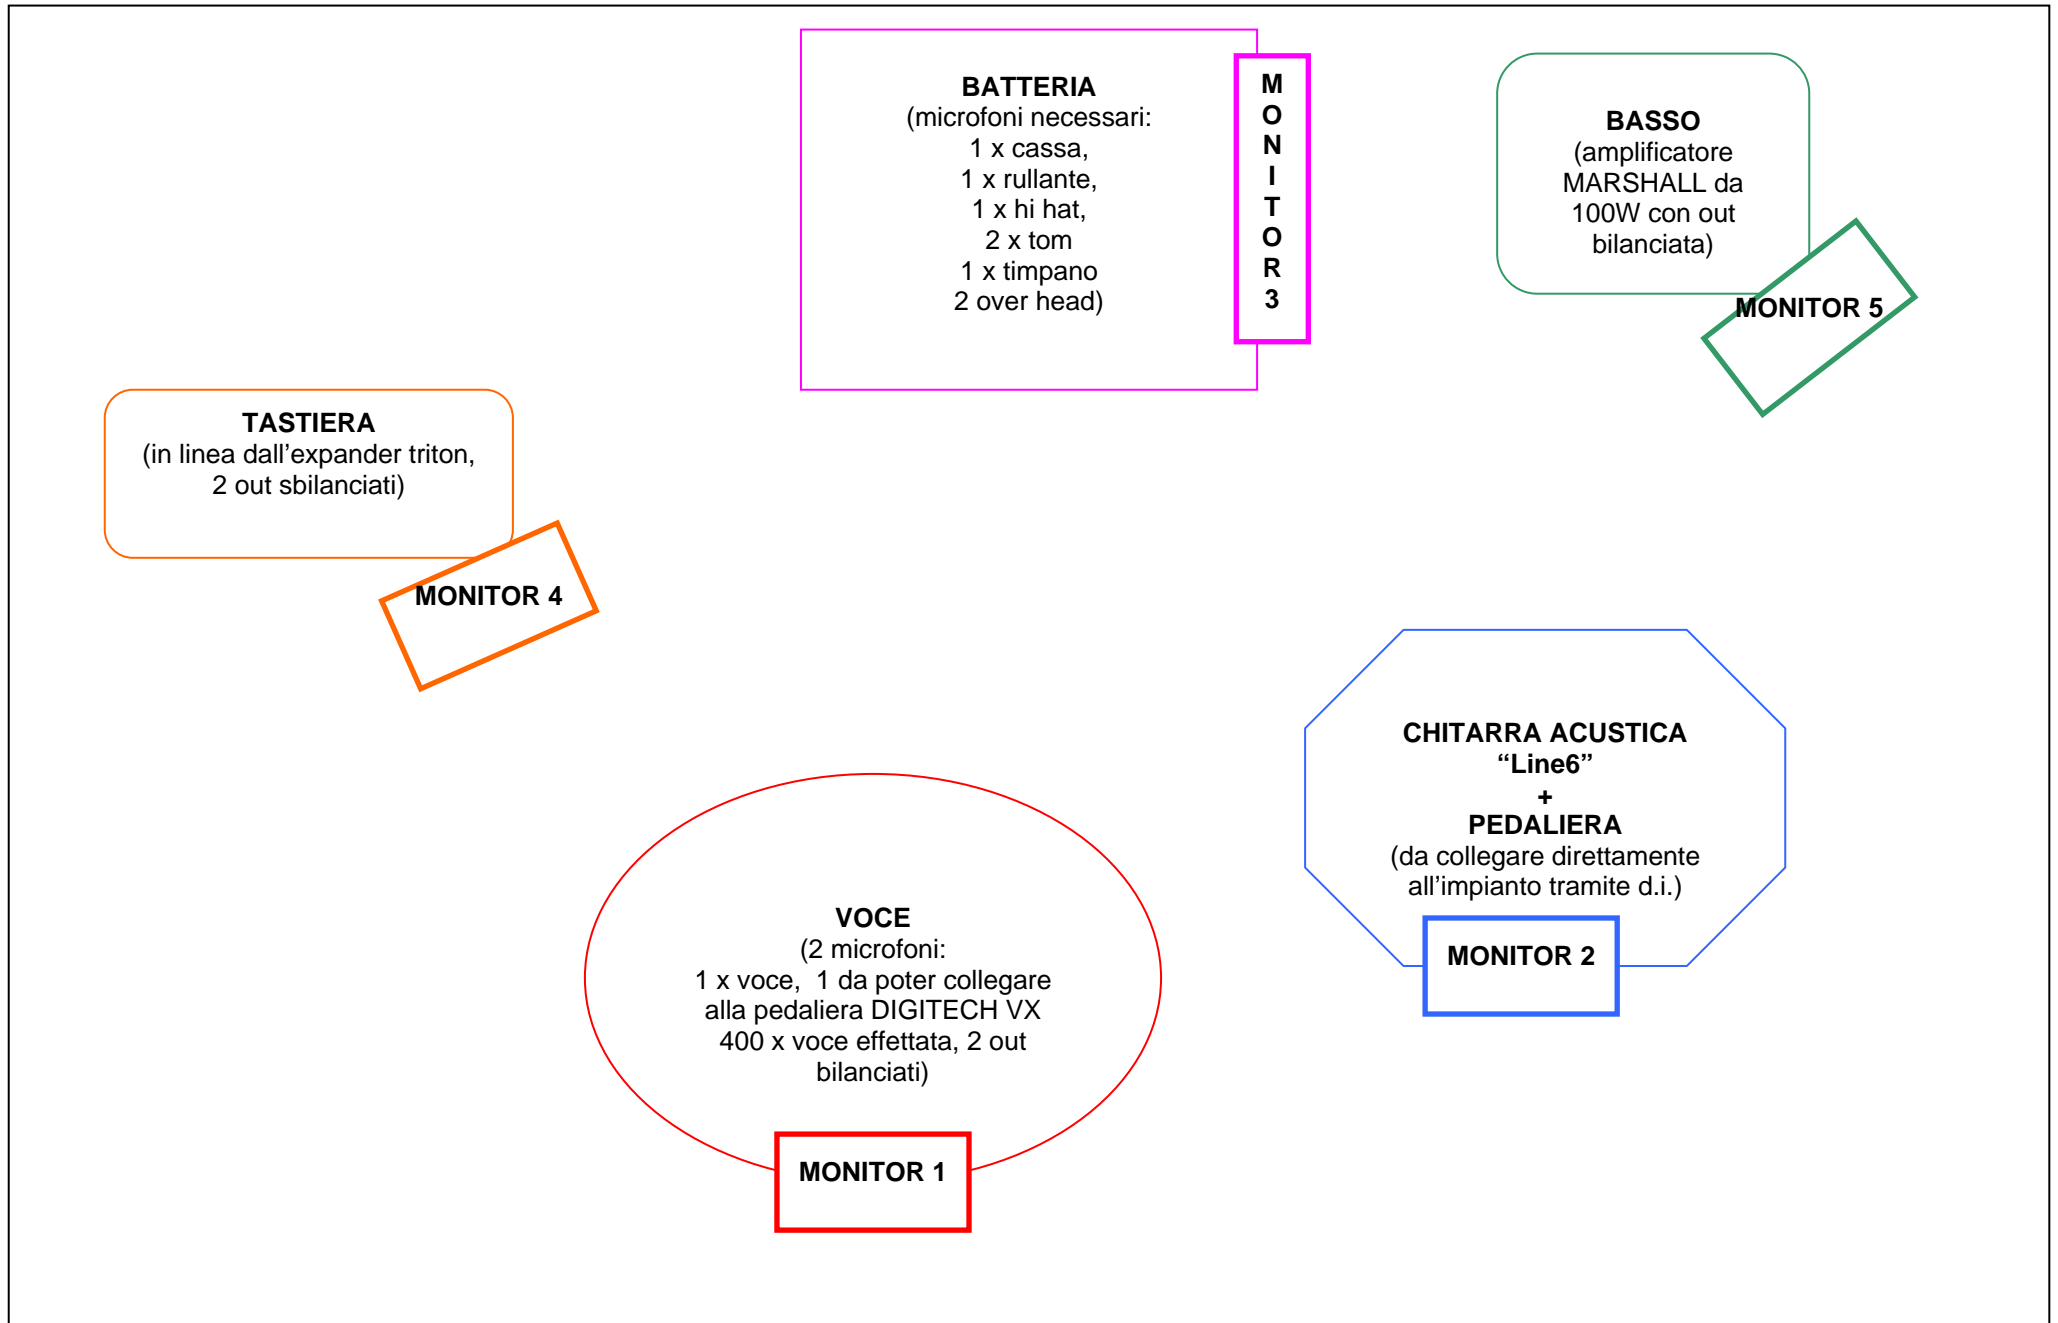 BATTERIA
(microfoni necessari:
1 x cassa,
1 x rullante,
1 x hi hat,
2 x tom
1 x timpano
2 over head)
M
O
N
I
T
O
R
3
BASSO
(amplificatore
MARSHALL da
100W con out
bilanciata)
MONITOR 5
TASTIERA
(in linea dall’expander triton,
2 out sbilanciati)
MONITOR 4
CHITARRA ACUSTICA
“Line6”
+
PEDALIERA
(da collegare direttamente
all’impianto tramite d.i.)
MONITOR 2
VOCE
(2 microfoni:
1 x voce,  1 da poter collegare
alla pedaliera DIGITECH VX
400 x voce effettata, 2 out
bilanciati)
MONITOR 1